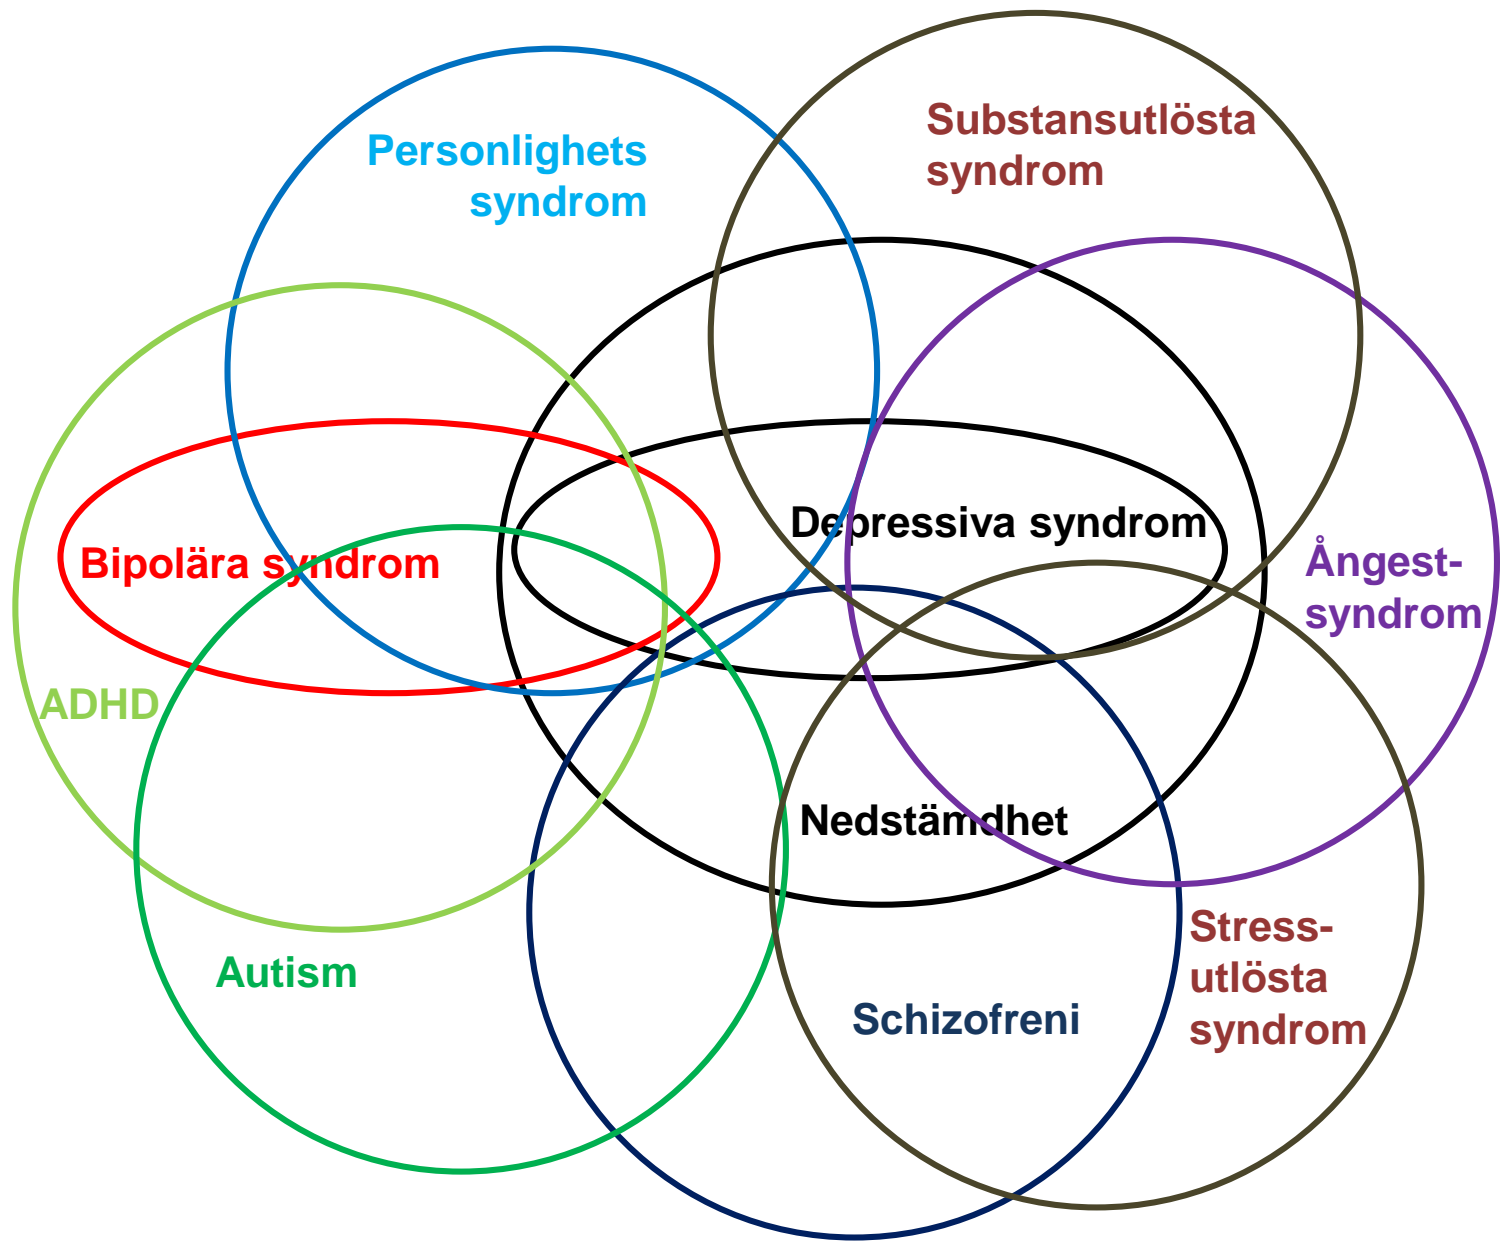 Substansutlösta
syndrom
Personlighets
syndrom
Depressiva syndrom
Bipolära syndrom
Ångest-
syndrom
ADHD
Nedstämdhet
Stress-
utlösta
syndrom
Autism
Schizofreni